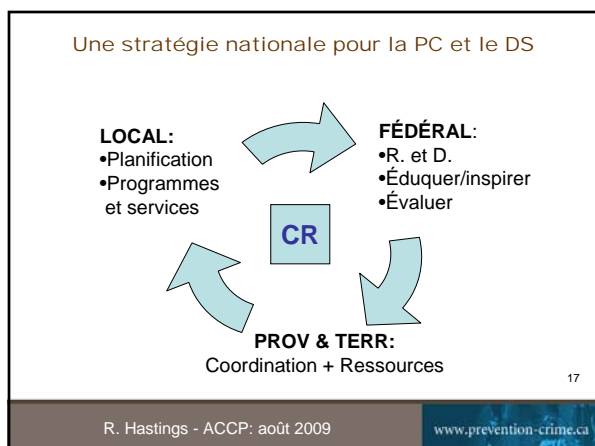 Une stratégie nationale pour la PC et le DS
LOCAL:
•Planification
•Programmes
et services
FÉDÉRAL:
•R. et D.
•Éduquer/inspirer
•Évaluer
CR
PROV & TERR:
Coordination + Ressources
17
R. Hastings - ACCP: août 2009
www.prevention-crime.ca